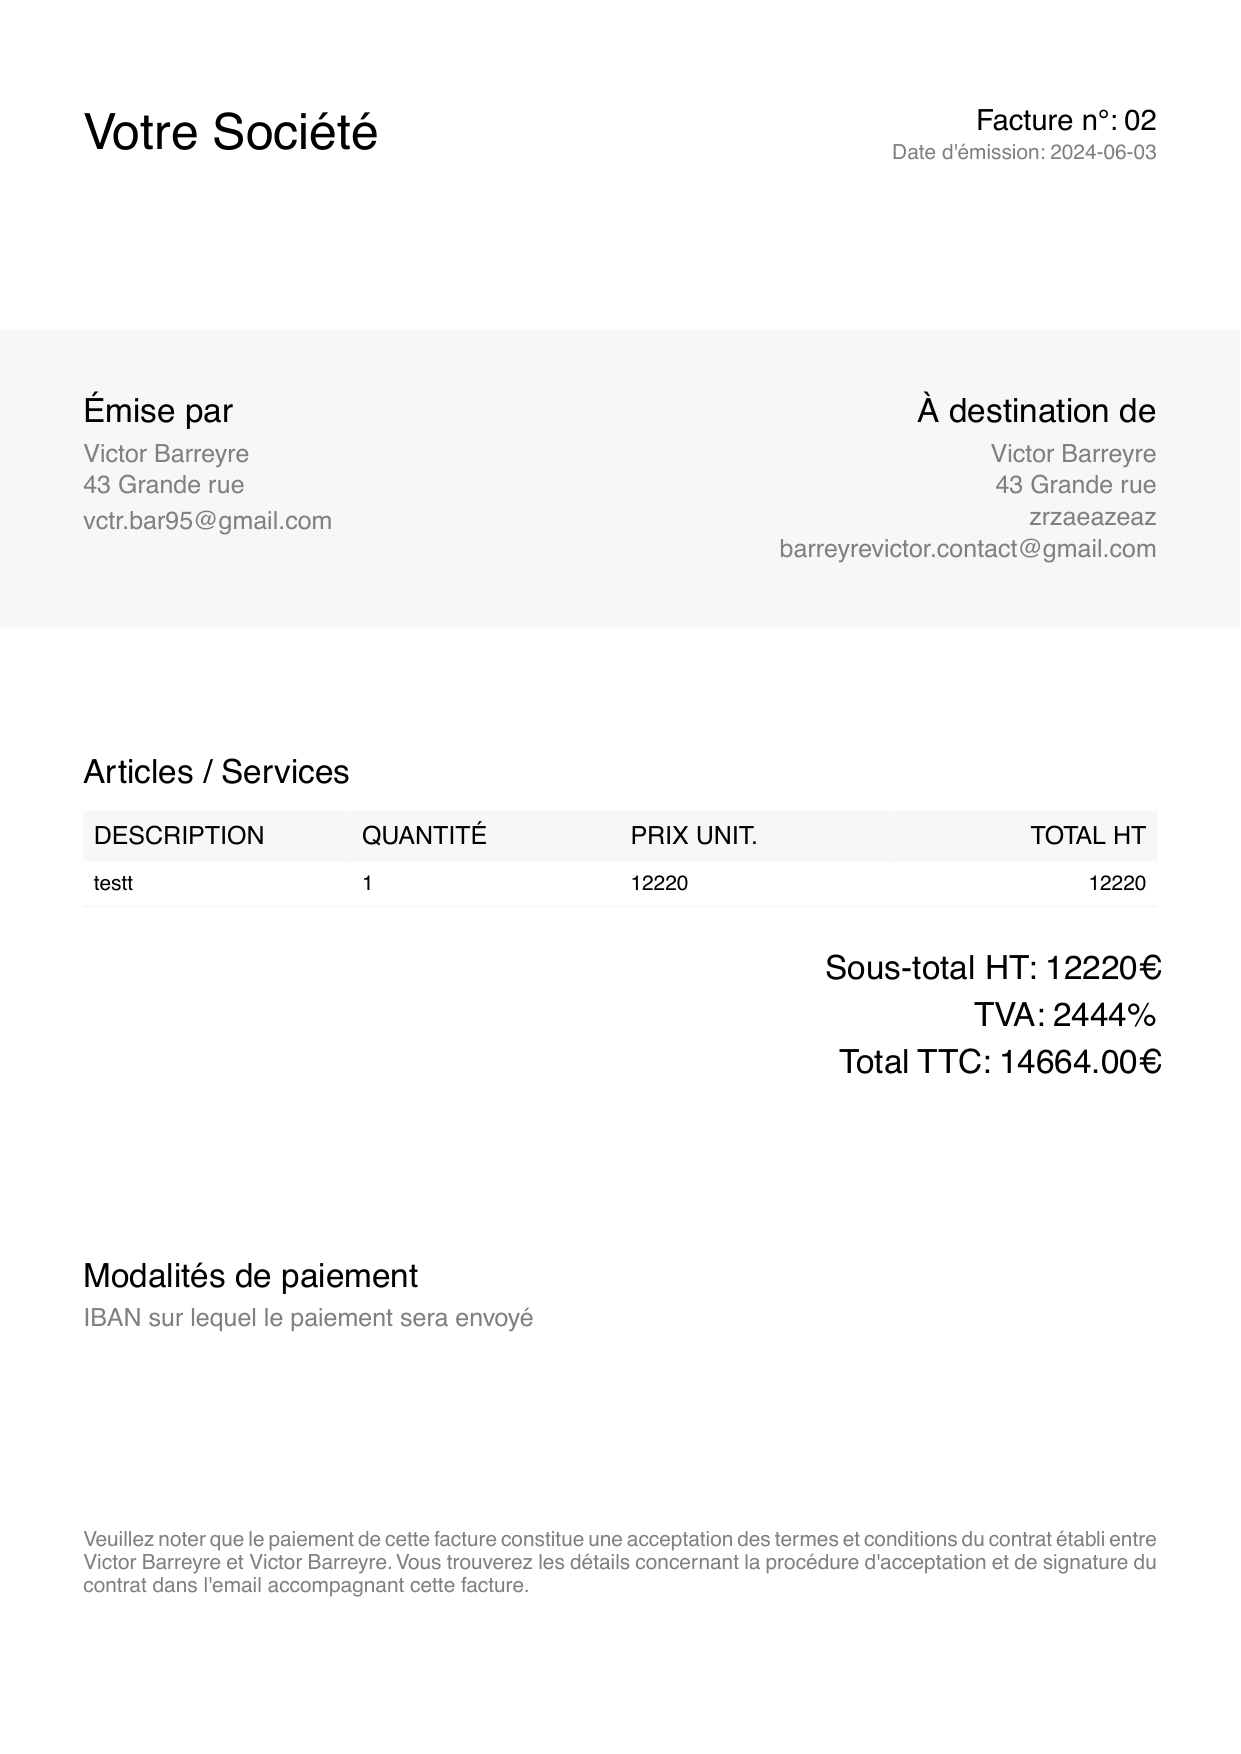 Votre Société
Facture n°: 02
Date d'émission: 2024-06-03
Émise par
Victor Barreyre
43 Grande rue
vctr.bar95@gmail.com
À destination de
Victor Barreyre
43 Grande rue
zrzaeazeaz
barreyrevictor.contact@gmail.com
Articles / Services
DESCRIPTION QUANTITÉ PRIX UNIT. TOTAL HT
testt 1 12220 12220
Sous-total HT: 12220€
TVA: 2444%
Total TTC: 14664.00€
Modalités de paiement
IBAN sur lequel le paiement sera envoyé
Veuillez noter que le paiement de cette facture constitue une acceptation des termes et conditions du contrat établi entre
Victor Barreyre et Victor Barreyre. Vous trouverez les détails concernant la procédure d'acceptation et de signature du
contrat dans l'email accompagnant cette facture.